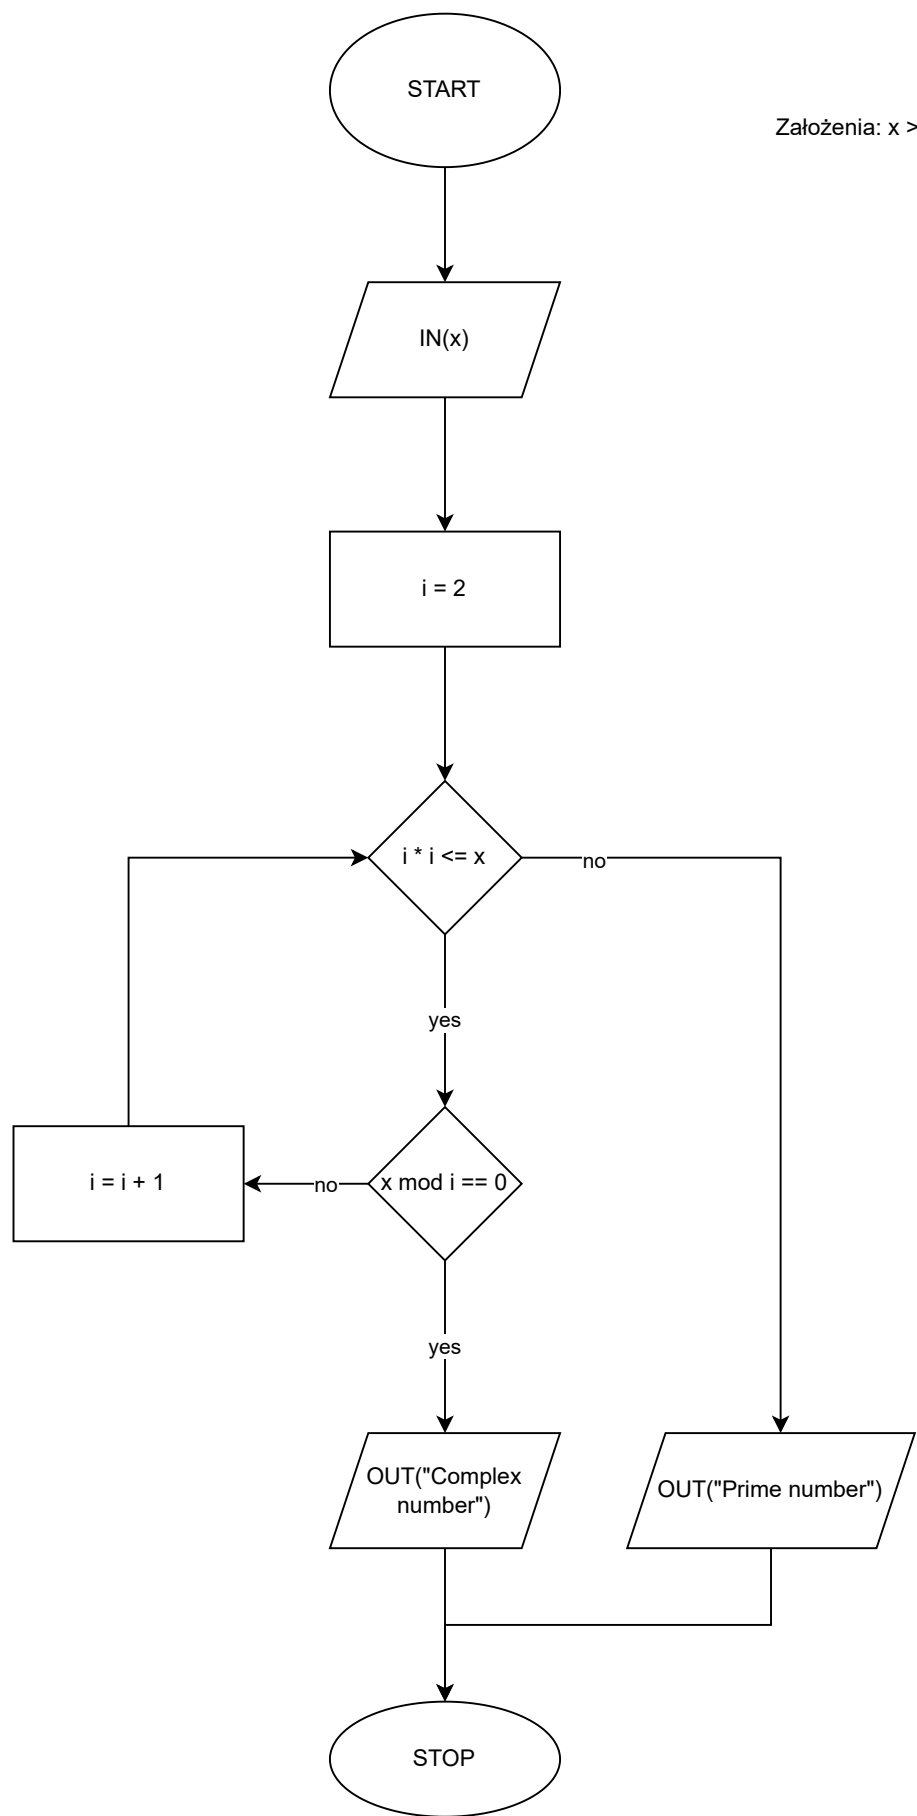 START
Założenia: x >
IN(x)
i = 2
i * i <= x
no
yes
i = i + 1
no
x mod i == 0
yes
OUT("Complex
number")
OUT("Prime number")
STOP